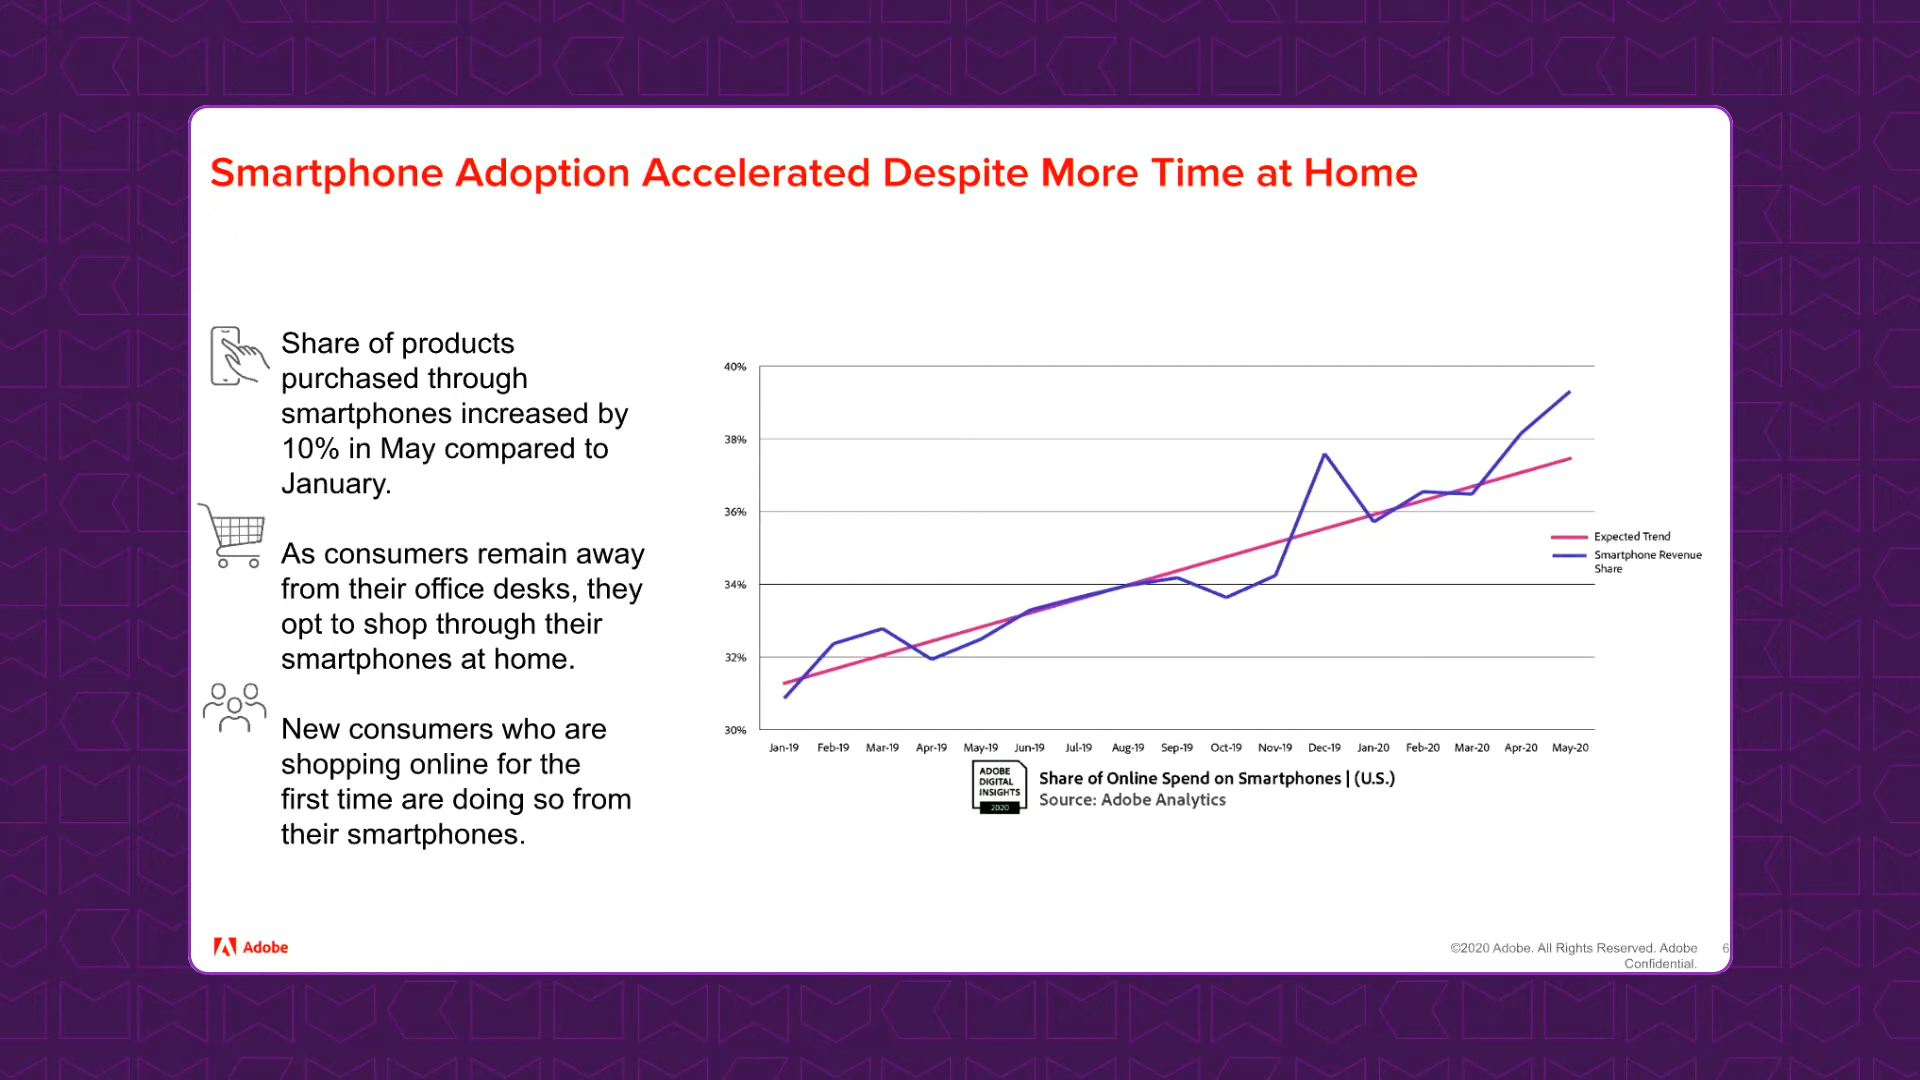 Smartphone Adoption Accelerated Despite More Time at Home
Share of products
purchased through
smartphones increased by
10% in May compared to
January.
As consumers remain away
from their office desks, they
opt to shop through their
smartphones at home.
New consumers who are
shopping online for the
first time are doing so from
their smartphones.
40%
38%
36%
34%
32%
30%
Jan-19 Feb-19 Mar-19 Apr-19 May-19 Jun-19 Jul-19 Aug-19 Sep-19 Oct-19 Nov-19 Dec-19 Jan-20 Feb-20 Mar-20 Apr-20 May-20
Expected Trend
Smartphone Revenue
Share
ADOBE
DIGITAL
INSIGHTS
2020
Share of Online Spend on Smartphones | (U.S.)
Source: Adobe Analytics
Adobe
©2020 Adobe. All Rights Reserved. Adobe
Confidential.
6